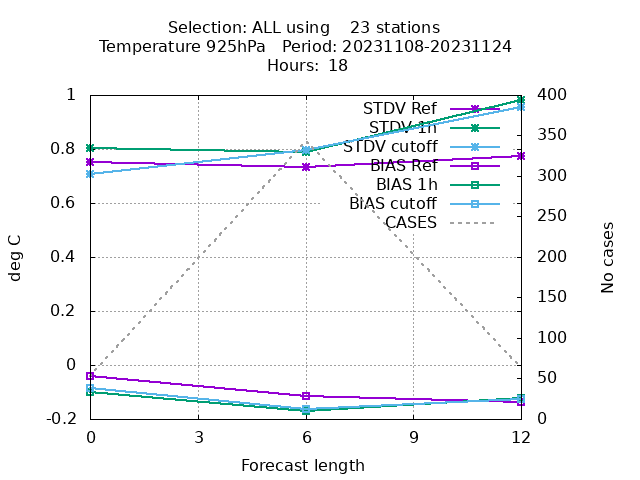 Selection: ALL using    23 stations
Temperature 925hPa   Period: 20231108-20231124
Hours:  18
deg C
1
0.8
0.6
0.4
0.2
0
-0.2
STDV Ref
STDV 1h
STDV cutoff
BIAS Ref
BIAS 1h
BIAS cutoff
CASES
400
350
300
250
200
150
100
50
0
No cases
0 3 6 9 12
Forecast length